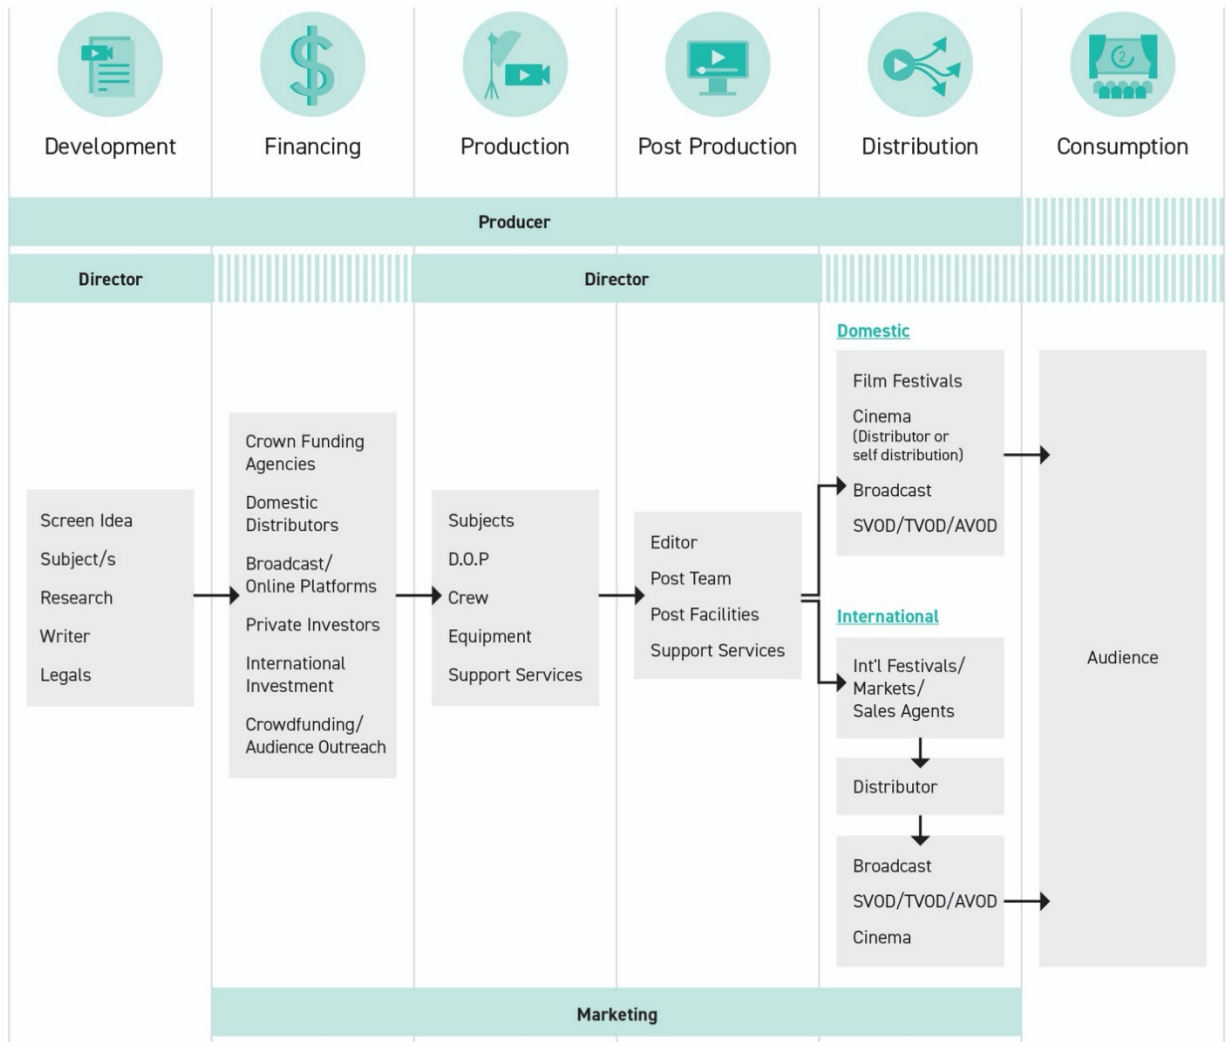 Development
Financing
Production
Post Production
Distribution
Consumption
Producer
Director
Director
Screen Idea
Subject/s
Research
Writer
Legals
Crown Funding
Agencies
Domestic
Distributors
Broadcast/
Online Platforms
Private Investors
International
Investment
Crowdfunding/
Audience Outreach
Subjects
D.O.P
Crew
Equipment
Support Services
Editor
Post Team
Post Facilities
Support Services
Domestic
Film Festivals
Cinema
(Distributor or
self distribution)
Broadcast
SVOD/TVOD/AVOD
International
Int'l Festivals/
Markets/
Sales Agents
Distributor
Broadcast
SVOD/TVOD/AVOD
Cinema
Audience
Marketing
2